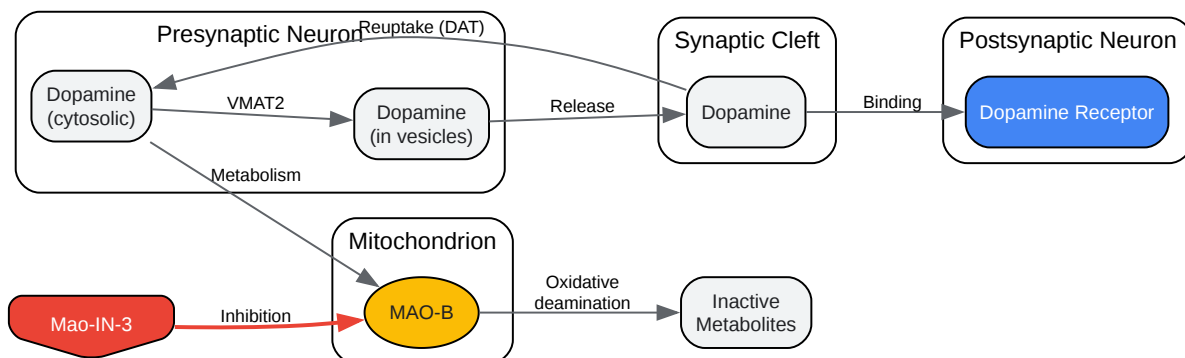 Presynaptic Neuron
Reuptake (DAT)
Synaptic Cleft
Postsynaptic Neuron
Dopamine
(cytosolic)
VMAT2
Dopamine
(in vesicles)
Release
Dopamine
Binding
Dopamine Receptor
Metabolism
Mitochondrion
Mao-IN-3
Inhibition
MAO-B
Oxidative
deamination
Inactive
Metabolites